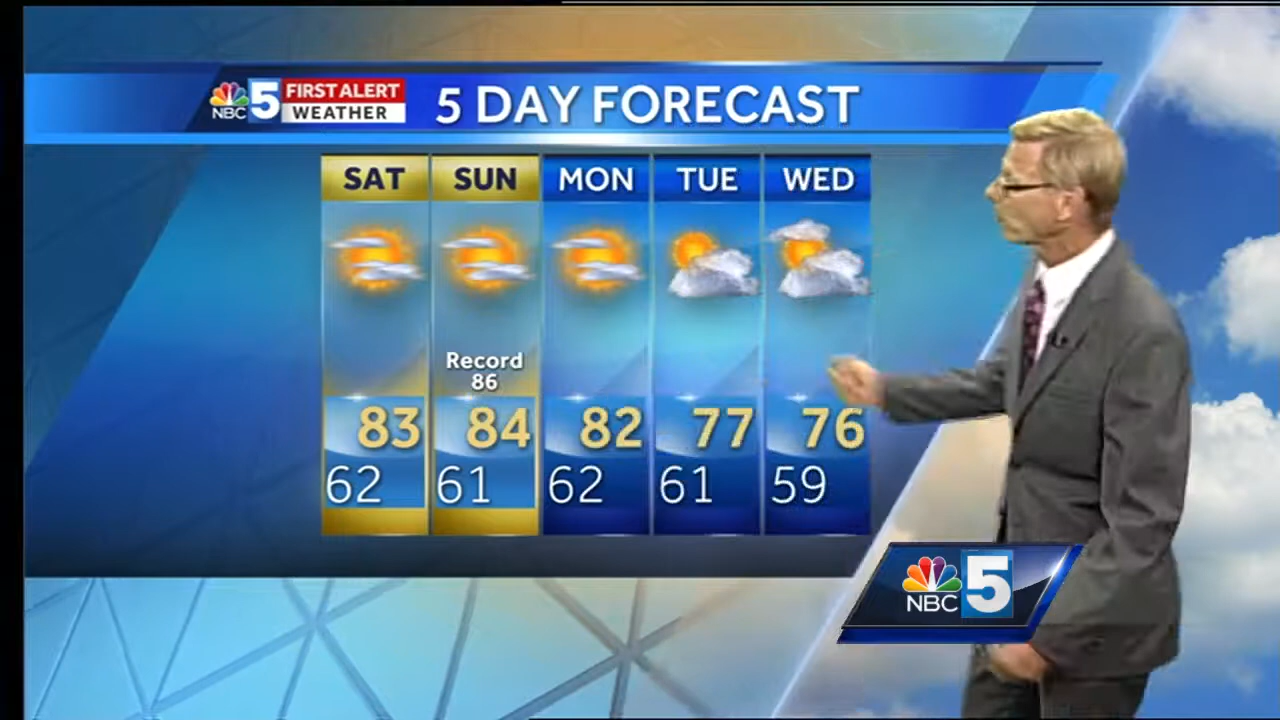 NBC 5 FIRST ALERT
WEATHER
5 DAY FORECAST
SAT SUN MON TUE WED
Record
86
83 84 82 77 76
62 61 62 61 59
NBC 5